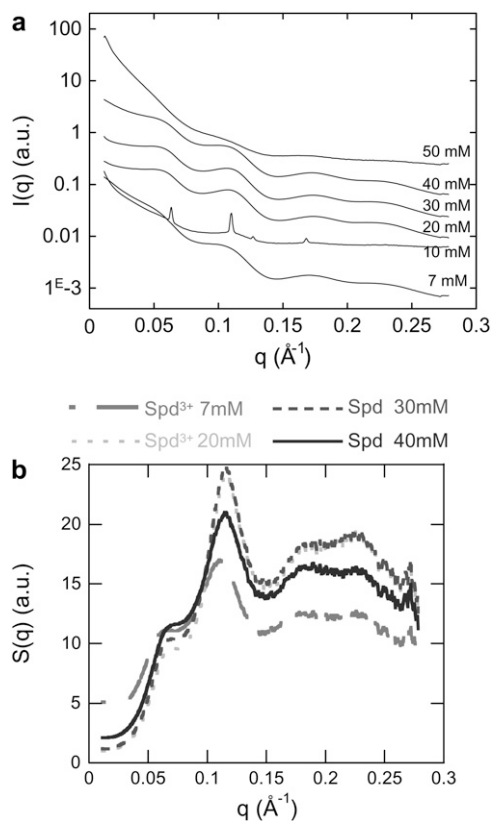 a
100
10
1
0.1
0.01
1E-3
I(q) (a.u.)
50 mM
40 mM
30 mM
20 mM
10 mM
7 mM
0 0.05 0.1 0.15 0.2 0.25 0.3
q (Å-1)
Spd3+ 7mM Spd 30mM
Spd3+ 20mM Spd 40mM
b
25
20
15
10
5
0
S(q) (a.u.)
0 0.05 0.1 0.15 0.2 0.25 0.3
q (Å-1)